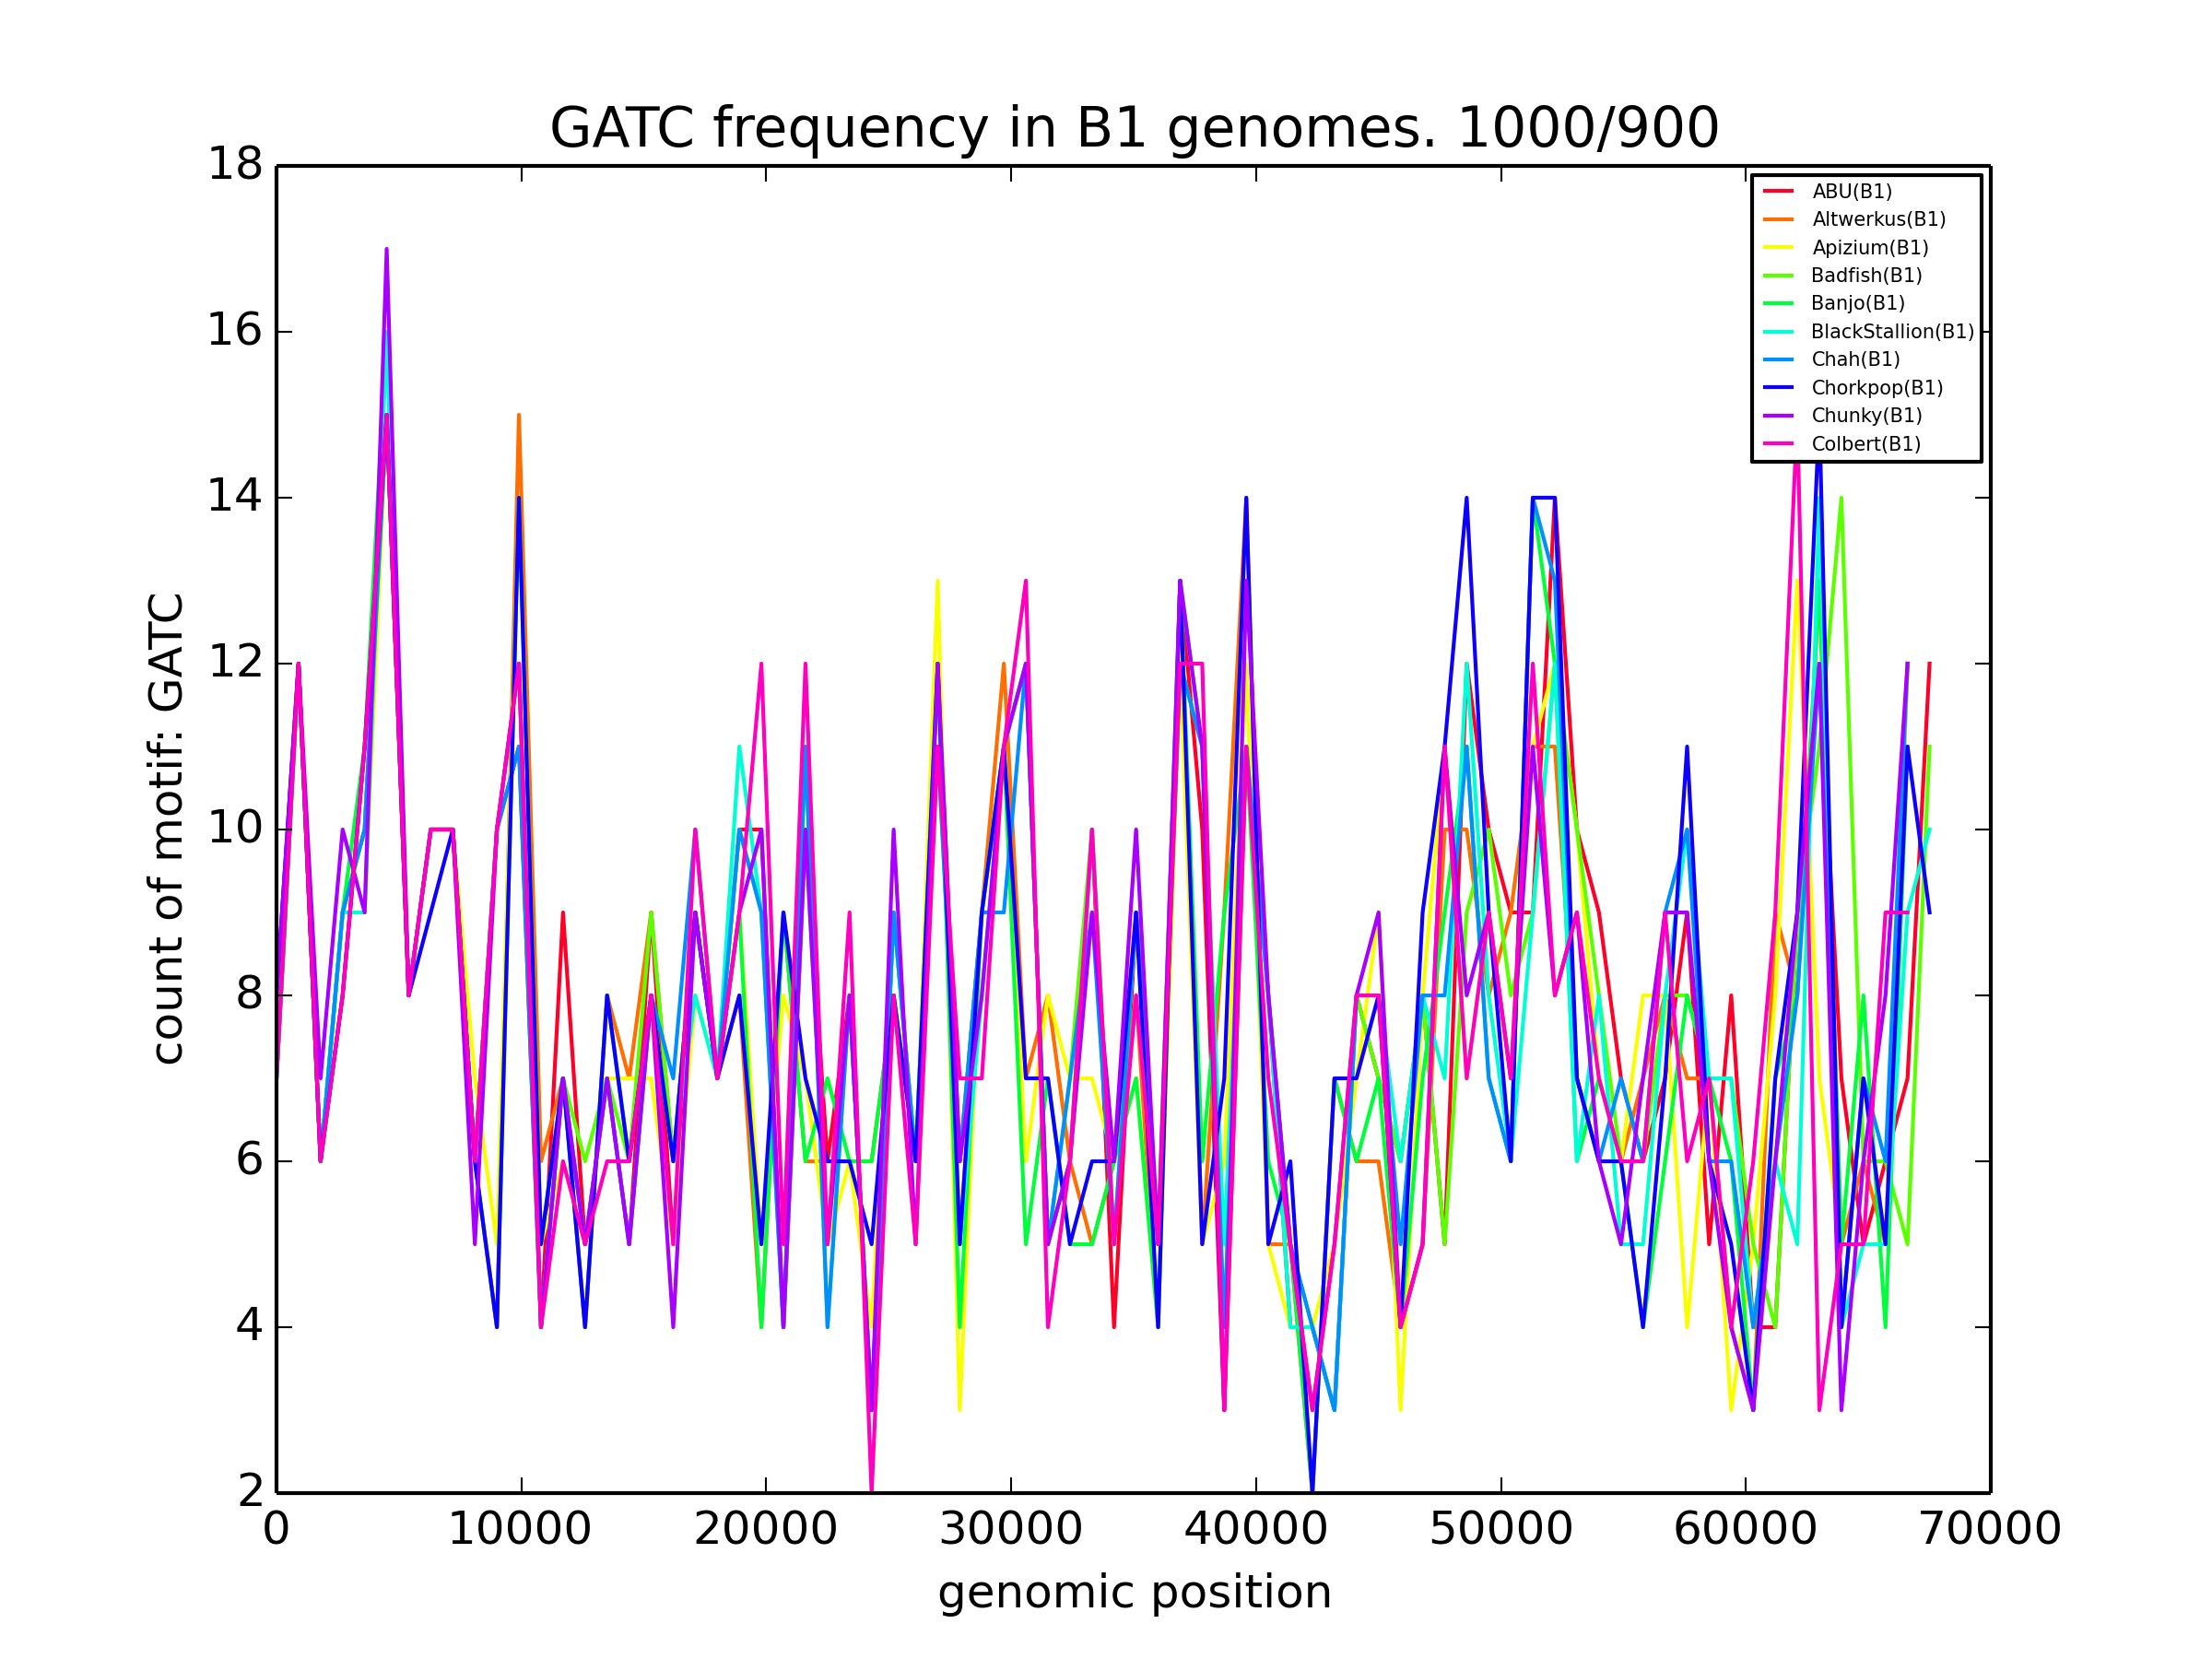 GATC frequency in B1 genomes. 1000/900
18
16
14
12
10
8
6
4
2
count of motif: GATC
0 10000 20000 30000 40000 50000 60000 70000
genomic position
ABU(B1)
Altwerkus(B1)
Apizium(B1)
Badfish(B1)
Banjo(B1)
BlackStallion(B1)
Chah(B1)
Chorkpop(B1)
Chunky(B1)
Colbert(B1)